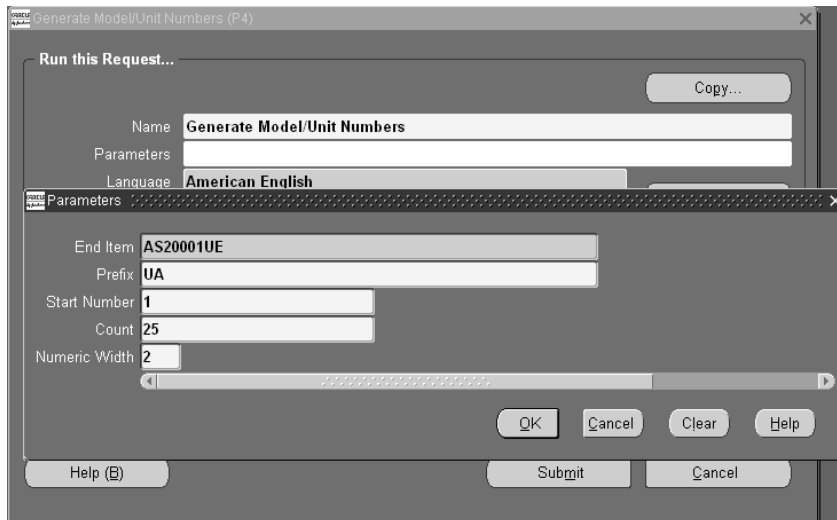 Generate Model/Unit Numbers (P4)
Run this Request...
Copy...
Name Generate Model/Unit Numbers
Parameters
Language American English
Parameters
End Item AS20001UE
Prefix UA
Start Number 1
Count 25
Numeric Width 2
OK Cancel Clear Help
Help (B) Submit Cancel